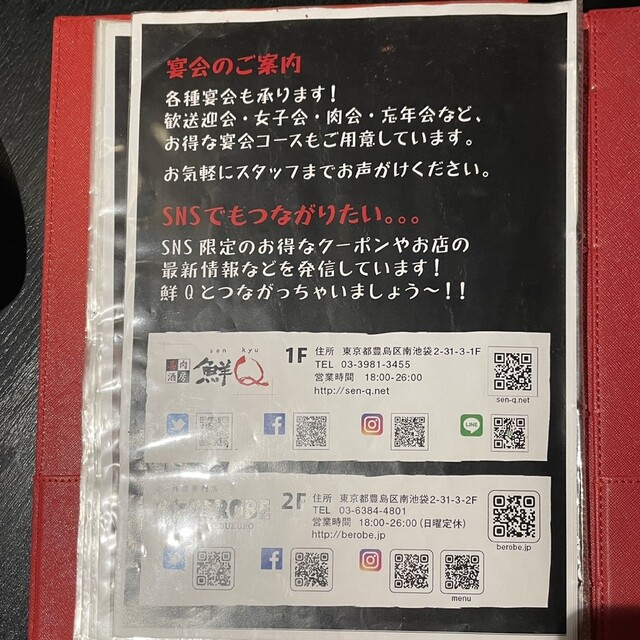 宴会のご案内
各種宴会も承ります!
歓送迎会・女子会・肉会・忘年会など、
お得な宴会コースもご用意しています。
お気軽にスタッフまでお声がけください。
SNSでもつながりたい。。。
SNS限定のお得なクーポンやお店の
最新情報などを発信しています!
鮮Qとつながっちゃいましょう〜!!
sen kyu
肉
酒房
鮮Q
1F
住所 東京都豊島区南池袋2-31-3-1F
TEL 03-3981-3455
営業時間 18:00-26:00
http://sen-q.net
sen-q.net
LINE
2F
住所 東京都豊島区南池袋2-31-3-2F
TEL 03-6384-4801
営業時間 18:00-26:00(日曜定休)
http://berobe.jp
berobe.jp
menu